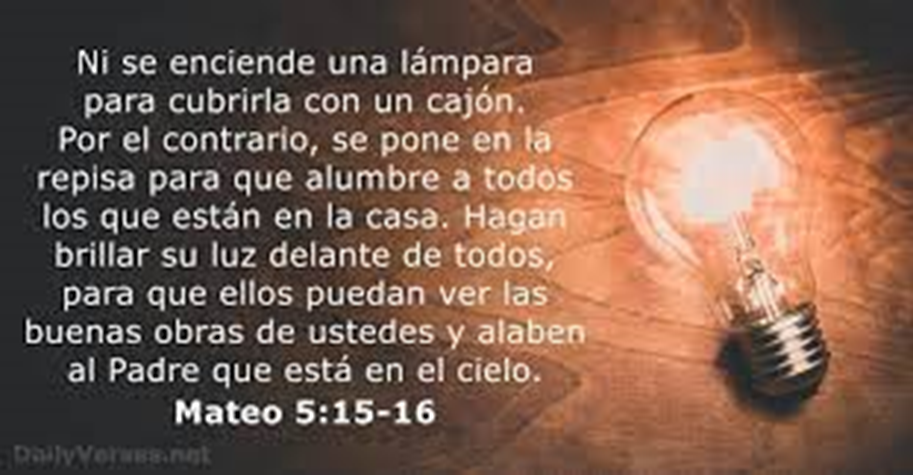 Ni se enciende una lámpara
para cubrirla con un cajón.
Por el contrario, se pone en la
repisa para que alumbre a todos
los que están en la casa. Hagan
brillar su luz delante de todos,
para que ellos puedan ver las
buenas obras de ustedes y alaben
al Padre que está en el cielo.
Mateo 5:15-16
DailyVerses.net